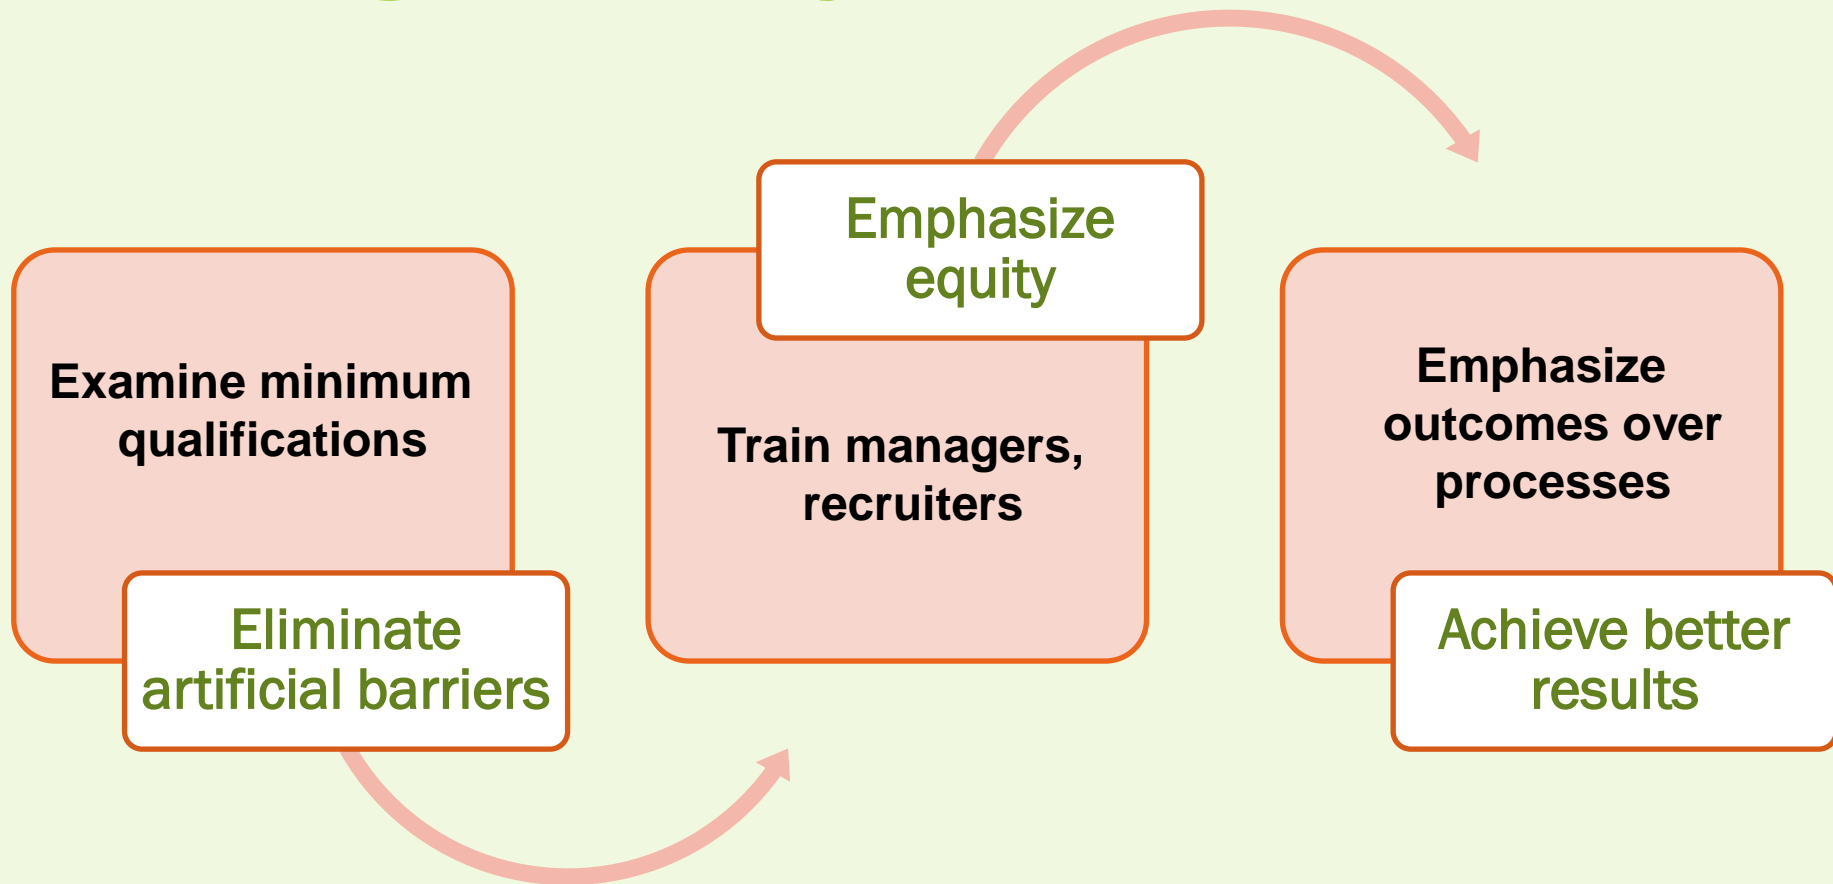 Examine minimum
qualifications
Eliminate
artificial barriers
Emphasize
equity
Train managers,
recruiters
Emphasize
outcomes over
processes
Achieve better
results